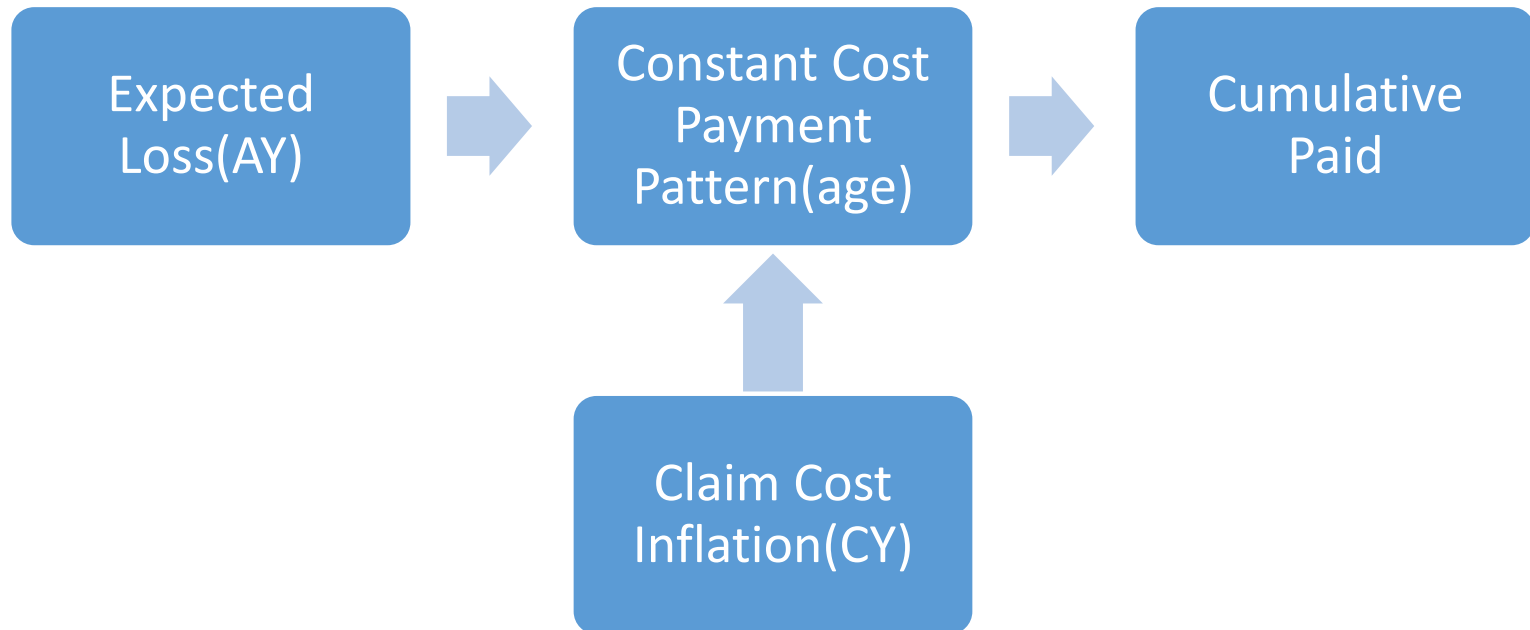 Expected
Loss(AY)
Constant Cost
Payment
Pattern(age)
Cumulative
Paid
Claim Cost
Inflation(CY)